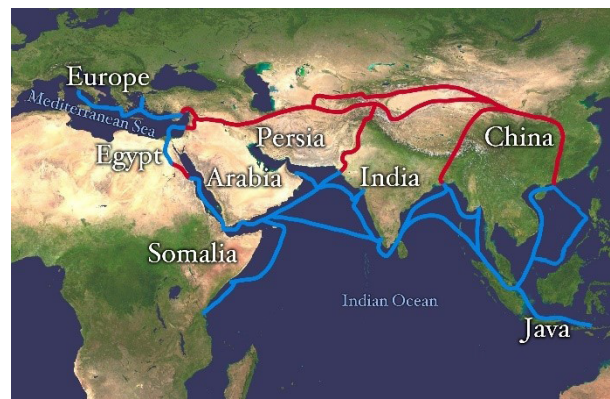 Europe
Mediterranean Sea
Egypt
Persia
China
Arabia
India
Somalia
Indian Ocean
Java